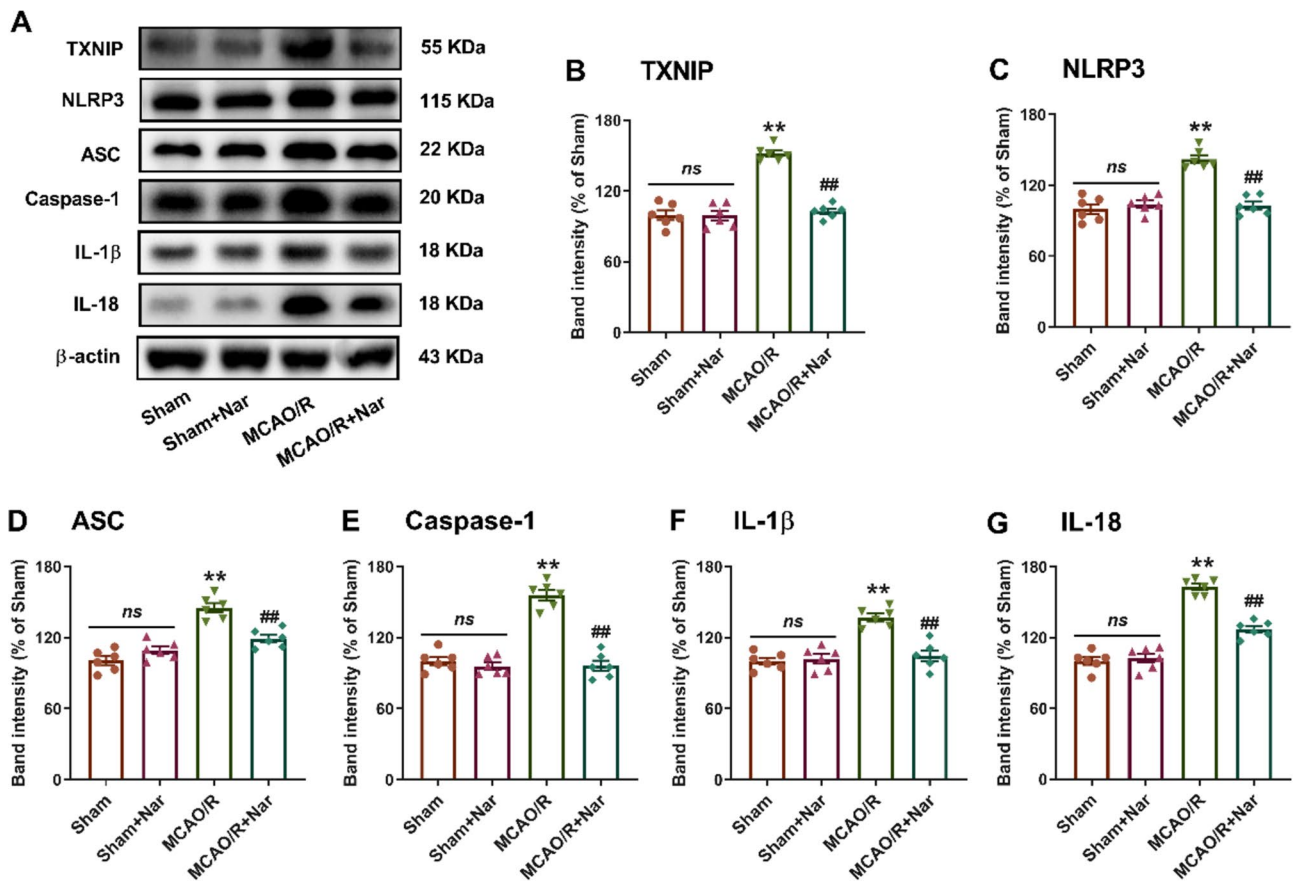 A
TXNIP 55 KDa
NLRP3 115 KDa
ASC 22 KDa
Caspase-1 20 KDa
IL-1β 18 KDa
IL-18 18 KDa
β-actin 43 KDa
Sham Sham+Nar MCAO/R MCAO/R+Nar
B TXNIP
Band intensity (% of Sham)
180
120
60
0
ns
**
##
Sham Sham+Nar MCAO/R MCAO/R+Nar
C NLRP3
Band intensity (% of Sham)
180
120
60
0
ns
**
##
Sham Sham+Nar MCAO/R MCAO/R+Nar
D ASC
Band intensity (% of Sham)
180
120
60
0
ns
**
##
Sham Sham+Nar MCAO/R MCAO/R+Nar
E Caspase-1
Band intensity (% of Sham)
180
120
60
0
ns
**
##
Sham Sham+Nar MCAO/R MCAO/R+Nar
F IL-1β
Band intensity (% of Sham)
180
120
60
0
ns
**
##
Sham Sham+Nar MCAO/R MCAO/R+Nar
G IL-18
Band intensity (% of Sham)
180
120
60
0
ns
**
##
Sham Sham+Nar MCAO/R MCAO/R+Nar